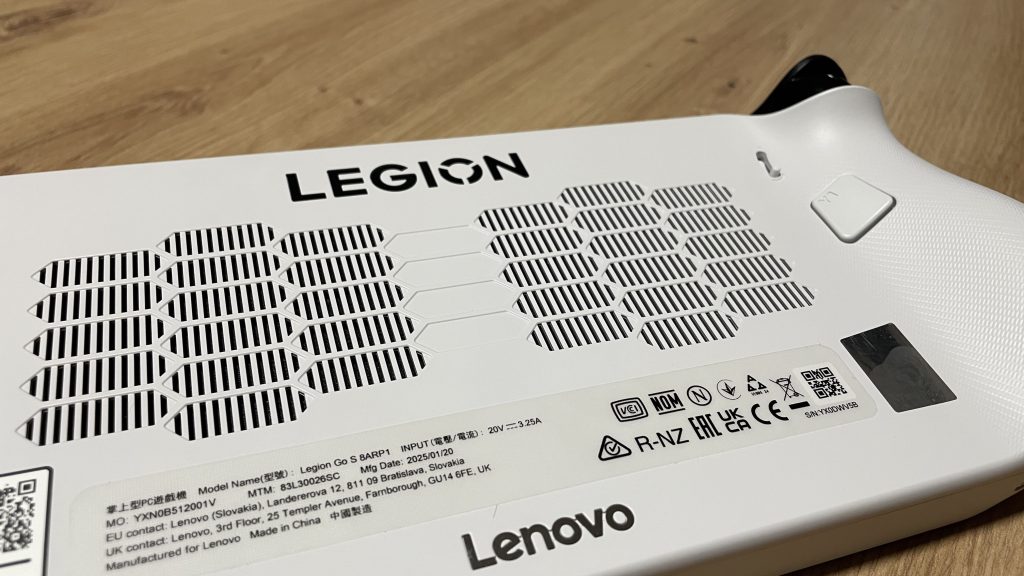 LEGION
掌上型PC遊戲機 Model Name(型號): Legion Go S 8ARP1 INPUT(電壓/電流): 20V⎓3.25A
MO: YXN0B512001V MTM: 83L30026SC Mfg Date: 2025/01/20
EU contact: Lenovo (Slovakia), Landererova 12, 811 09 Bratislava, Slovakia
UK contact: Lenovo, 3rd Floor, 25 Templer Avenue, Farnborough, GU14 6FE, UK
Manufactured for Lenovo Made in China 中國製造
VCI NOM N
R-NZ EAC UK CA CE
S/N:YX0DWV5B
Lenovo